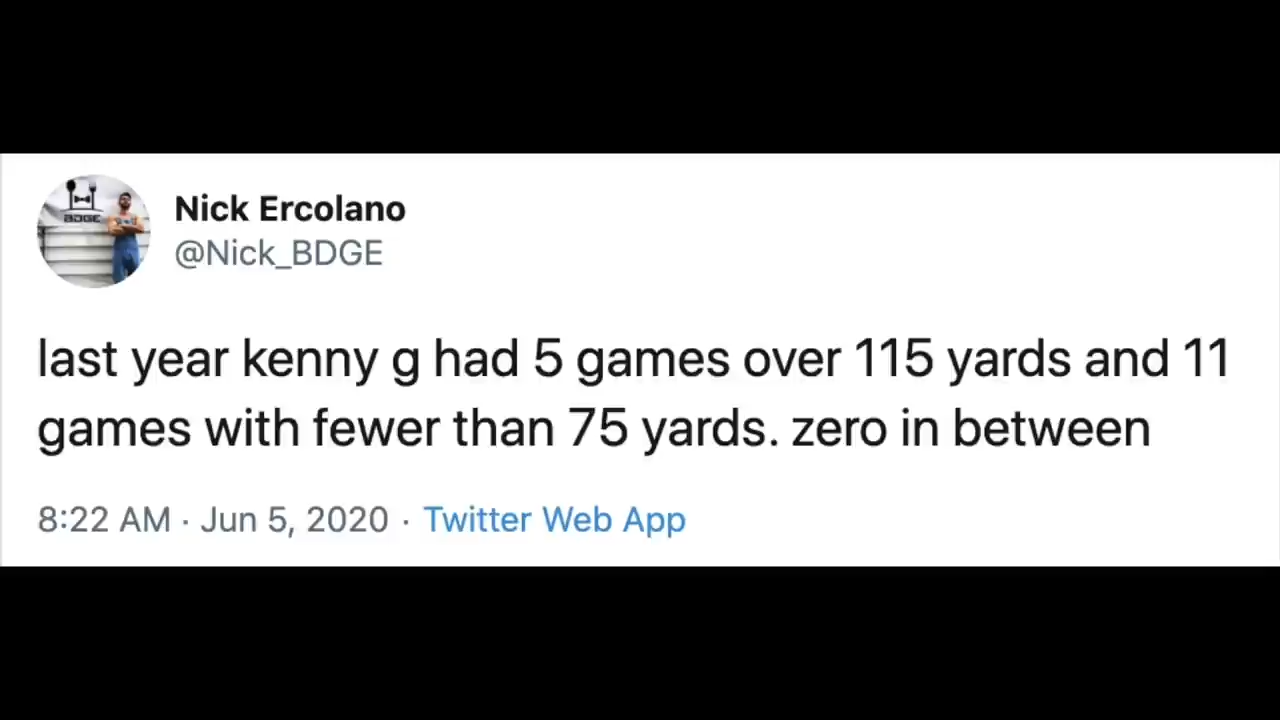 BDGE
Nick Ercolano
@Nick_BDGE
last year kenny g had 5 games over 115 yards and 11
games with fewer than 75 yards. zero in between
8:22 AM · Jun 5, 2020 · Twitter Web App